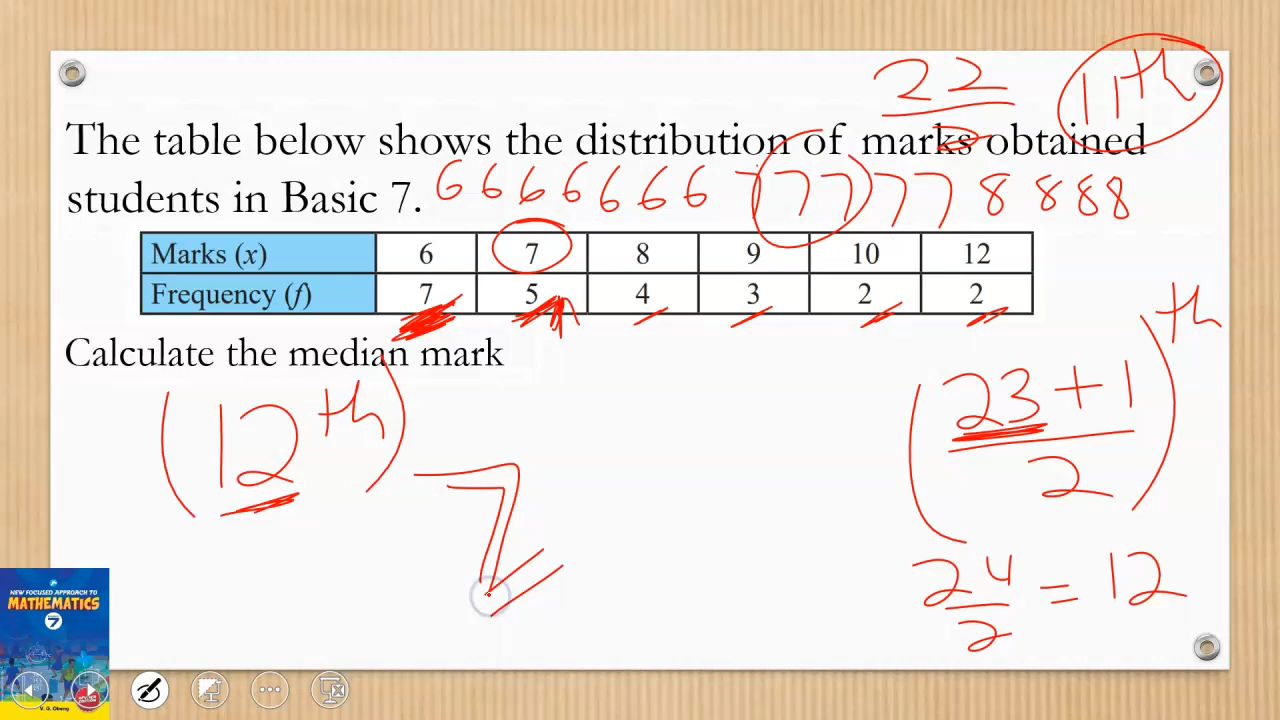 22
2
11th
The table below shows the distribution of marks obtained
students in Basic 7.
6 6 6 6 6 6 6 7 7 7 7 7 8 8 8 8
Marks (x) 6 7 8 9 10 12
Frequency (f) 7 5 4 3 2 2
Calculate the median mark
(12th)
7
(23 + 1
2)th
24
2 = 12
NEW FOCUSED APPROACH TO
MATHEMATICS
7